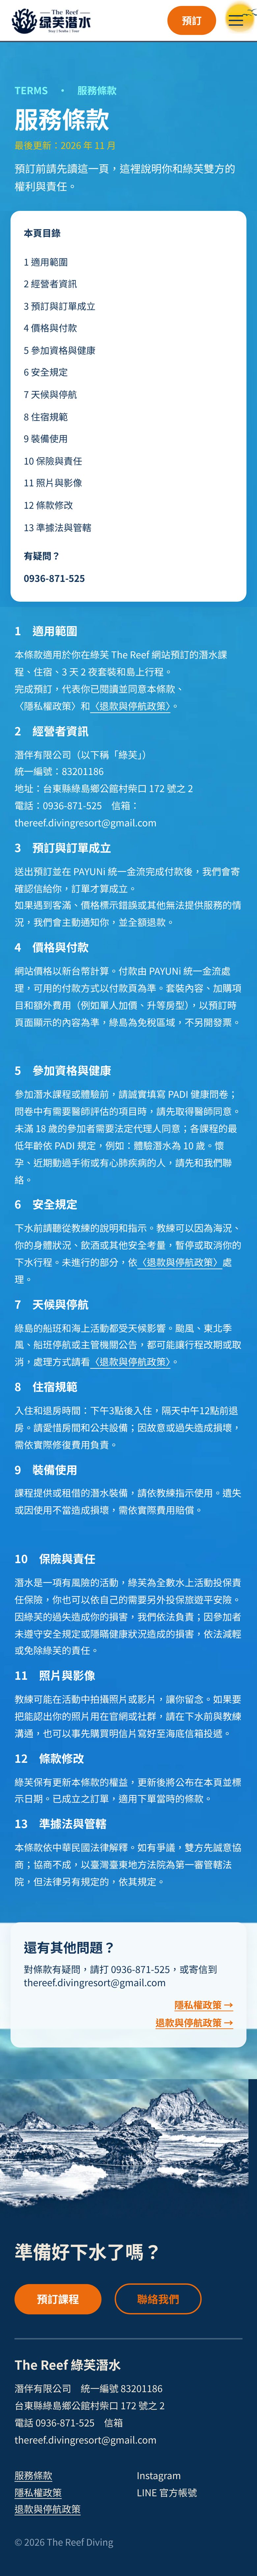 The Reef
綠芙潛水
Stay | Scuba | Tour
預訂
TERMS • 服務條款
服務條款
最後更新：2026 年 11 月
預訂前請先讀這一頁，這裡說明你和綠芙雙方的
權利與責任。
本頁目錄
1 適用範圍
2 經營者資訊
3 預訂與訂單成立
4 價格與付款
5 參加資格與健康
6 安全規定
7 天候與停航
8 住宿規範
9 裝備使用
10 保險與責任
11 照片與影像
12 條款修改
13 準據法與管轄
有疑問？
0936-871-525
1 適用範圍
本條款適用於你在綠芙 The Reef 網站預訂的潛水課
程、住宿、3 天 2 夜套裝和島上行程。
完成預訂，代表你已閱讀並同意本條款、
〈隱私權政策〉和〈退款與停航政策〉。
2 經營者資訊
潛伴有限公司（以下稱「綠芙」）
統一編號：83201186
地址：台東縣綠島鄉公館村柴口 172 號之 2
電話：0936-871-525 信箱：
thereef.divingresort@gmail.com
3 預訂與訂單成立
送出預訂並在 PAYUNi 統一金流完成付款後，我們會寄
確認信給你，訂單才算成立。
如果遇到客滿、價格標示錯誤或其他無法提供服務的情
況，我們會主動通知你，並全額退款。
4 價格與付款
網站價格以新台幣計算。付款由 PAYUNi 統一金流處
理，可用的付款方式以付款頁為準。套裝內容、加購項
目和額外費用（例如單人加價、升等房型），以預訂時
頁面顯示的內容為準，綠島為免稅區域，不另開發票。
5 參加資格與健康
參加潛水課程或體驗前，請誠實填寫 PADI 健康問卷；
問卷中有需要醫師評估的項目時，請先取得醫師同意。
未滿 18 歲的參加者需要法定代理人同意；各課程的最
低年齡依 PADI 規定，例如：體驗潛水為 10 歲。懷
孕、近期動過手術或有心肺疾病的人，請先和我們聯
絡。
6 安全規定
下水前請聽從教練的說明和指示。教練可以因為海況、
你的身體狀況、飲酒或其他安全考量，暫停或取消你的
下水行程。未進行的部分，依〈退款與停航政策〉處
理。
7 天候與停航
綠島的船班和海上活動都受天候影響。颱風、東北季
風、船班停航或主管機關公告，都可能讓行程改期或取
消，處理方式請看〈退款與停航政策〉。
8 住宿規範
入住和退房時間：下午3點後入住，隔天中午12點前退
房。請愛惜房間和公共設備；因故意或過失造成損壞，
需依實際修復費用負責。
9 裝備使用
課程提供或租借的潛水裝備，請依教練指示使用。遺失
或因使用不當造成損壞，需依實際費用賠償。
10 保險與責任
潛水是一項有風險的活動，綠芙為全數水上活動投保責
任保險，你也可以依自己的需要另外投保旅遊平安險。
因綠芙的過失造成你的損害，我們依法負責；因參加者
未遵守安全規定或隱瞞健康狀況造成的損害，依法減輕
或免除綠芙的責任。
11 照片與影像
教練可能在活動中拍攝照片或影片，讓你留念。如果要
把能認出你的照片用在官網或社群，請在下水前與教練
溝通，也可以事先購買明信片寫好至海底信箱投遞。
12 條款修改
綠芙保有更新本條款的權益，更新後將公布在本頁並標
示日期。已成立之訂單，適用下單當時的條款。
13 準據法與管轄
本條款依中華民國法律解釋。如有爭議，雙方先誠意協
商；協商不成，以臺灣臺東地方法院為第一審管轄法
院，但法律另有規定的，依其規定。
還有其他問題？
對條款有疑問，請打 0936-871-525，或寄信到
thereef.divingresort@gmail.com
隱私權政策 →
退款與停航政策 →
準備好下水了嗎？
預訂課程
聯絡我們
The Reef 綠芙潛水
潛伴有限公司 統一編號 83201186
台東縣綠島鄉公館村柴口 172 號之 2
電話 0936-871-525 信箱
thereef.divingresort@gmail.com
服務條款
隱私權政策
退款與停航政策
Instagram
LINE 官方帳號
© 2026 The Reef Diving